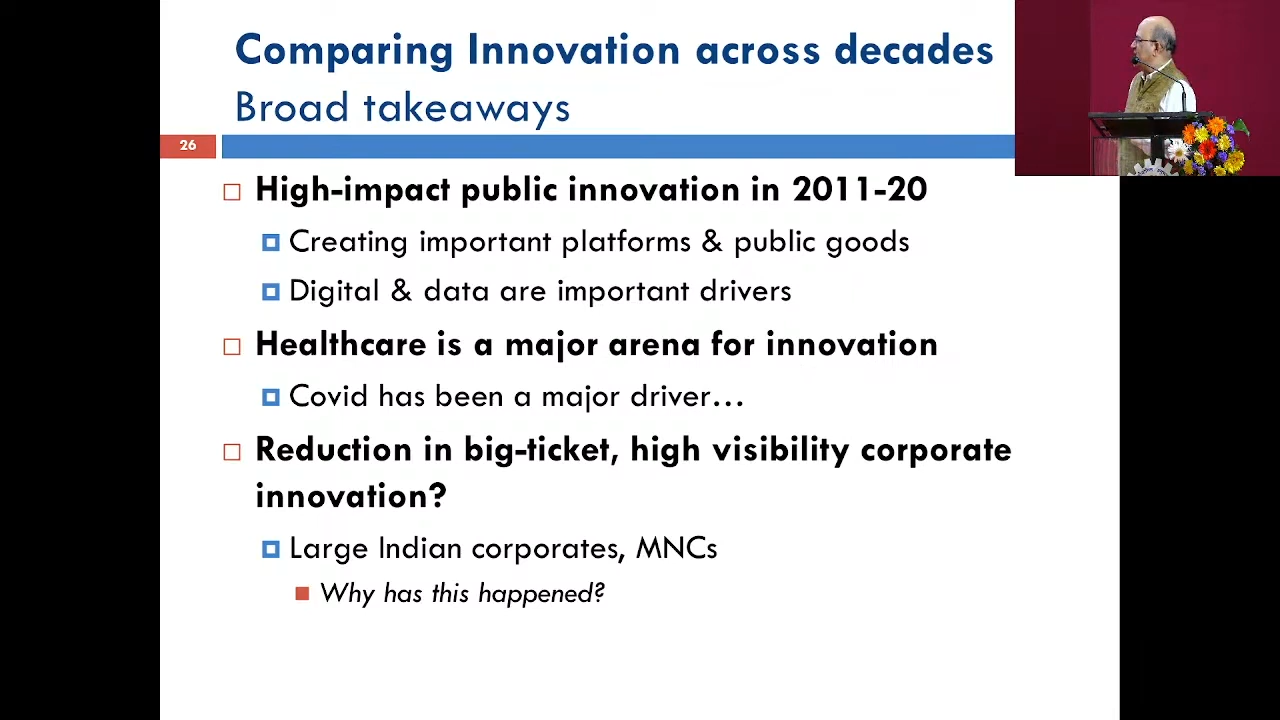 Comparing Innovation across decades
Broad takeaways
26
High-impact public innovation in 2011-20
Creating important platforms & public goods
Digital & data are important drivers
Healthcare is a major arena for innovation
Covid has been a major driver…
Reduction in big-ticket, high visibility corporate
innovation?
Large Indian corporates, MNCs
Why has this happened?